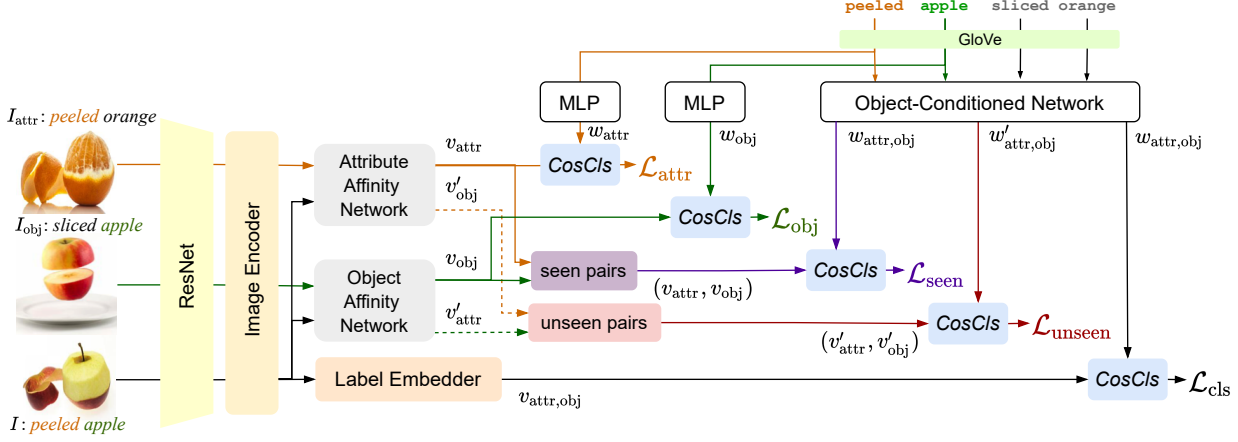 peeled apple sliced orange
GloVe
MLP MLP Object-Conditioned Network
w_attr w_obj w_attr,obj w'_attr,obj w_attr,obj
I_attr: peeled orange
v_attr
CosCls ℒ_attr
Attribute Affinity Network
v'_obj
I_obj: sliced apple
CosCls ℒ_obj
ResNet
Image Encoder
v_obj
seen pairs
(v_attr, v_obj)
CosCls ℒ_seen
Object Affinity Network
v'_attr
unseen pairs
(v'_attr, v'_obj)
CosCls ℒ_unseen
Label Embedder
v_attr,obj
CosCls ℒ_cls
I: peeled apple